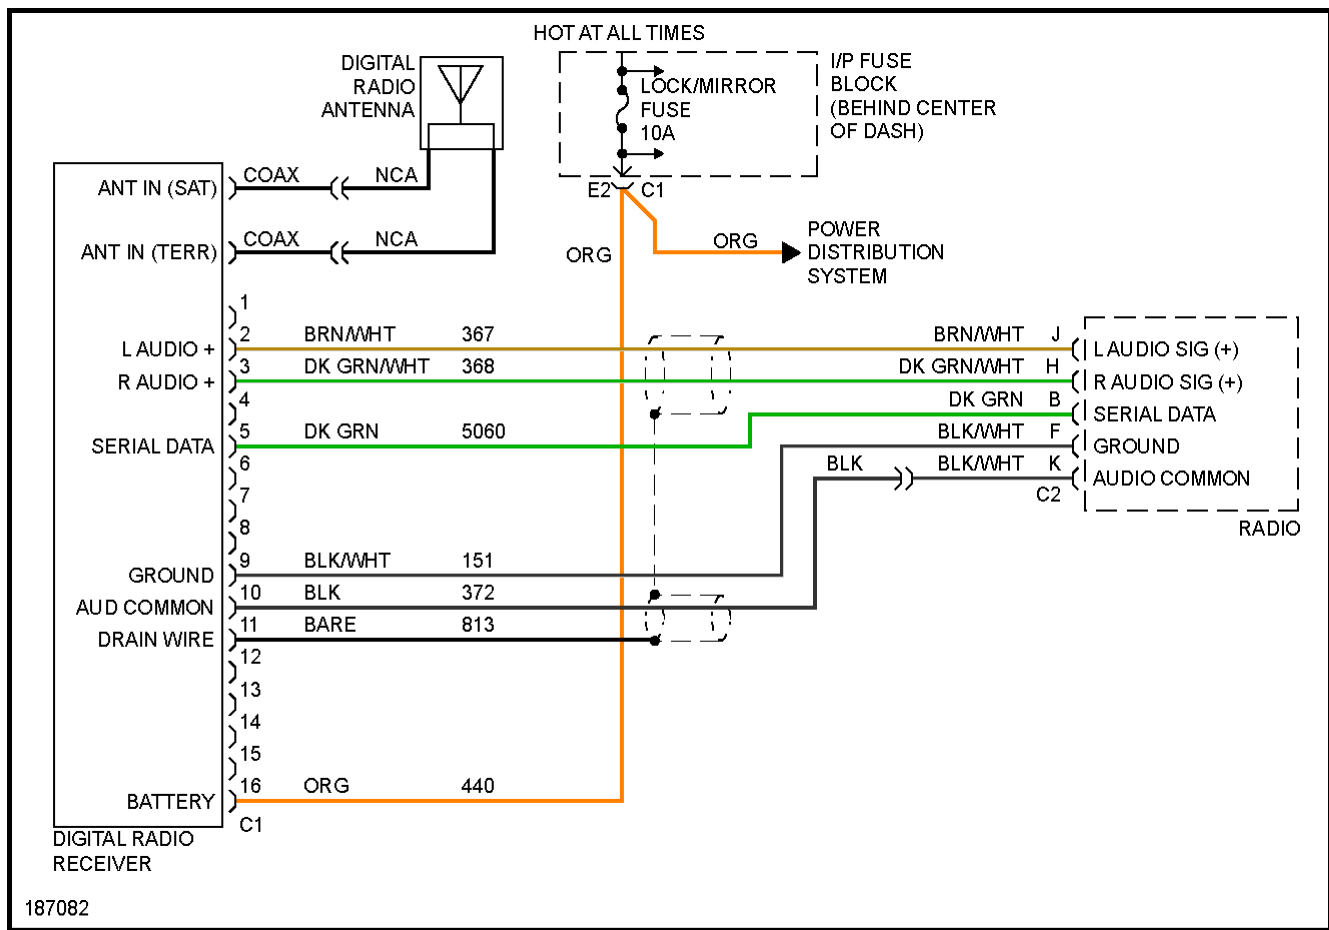 HOT AT ALL TIMES
DIGITAL
RADIO
ANTENNA
LOCK/MIRROR
FUSE
10A
I/P FUSE
BLOCK
(BEHIND CENTER
OF DASH)
E2 C1
ANT IN (SAT) COAX NCA
ANT IN (TERR) COAX NCA
ORG
ORG
POWER
DISTRIBUTION
SYSTEM
1
2 BRN/WHT 367 BRN/WHT J
L AUDIO + L AUDIO SIG (+)
3 DK GRN/WHT 368 DK GRN/WHT H
R AUDIO + R AUDIO SIG (+)
4 DK GRN B
SERIAL DATA
5 DK GRN 5060 BLK/WHT F
SERIAL DATA GROUND
6 BLK BLK/WHT K
AUDIO COMMON
7 C2
8 RADIO
9 BLK/WHT 151
GROUND
10 BLK 372
AUD COMMON
11 BARE 813
DRAIN WIRE
12
13
14
15
16 ORG 440
BATTERY
C1
DIGITAL RADIO
RECEIVER
187082